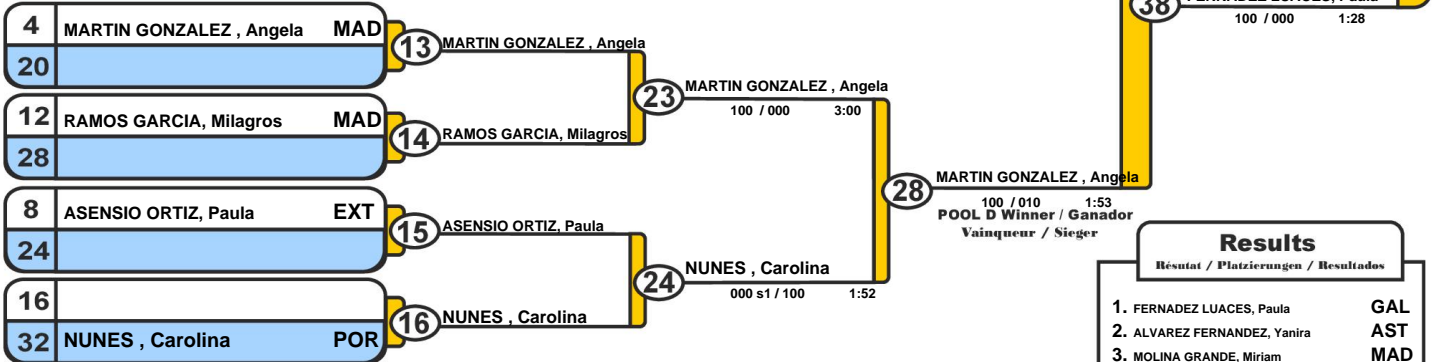 38
100 / 000 1:28
4 MARTIN GONZALEZ , Angela MAD
20
13 MARTIN GONZALEZ , Angela
12 RAMOS GARCIA, Milagros MAD
28
14 RAMOS GARCIA, Milagros
23 MARTIN GONZALEZ , Angela
100 / 000 3:00
8 ASENSIO ORTIZ, Paula EXT
24
15 ASENSIO ORTIZ, Paula
16
32 NUNES , Carolina POR
16 NUNES , Carolina
24 NUNES , Carolina
000 s1 / 100 1:52
28 MARTIN GONZALEZ , Angela
100 / 010 1:53
POOL D Winner / Ganador
Vainqueur / Sieger
Results
Résutat / Platzierungen / Resultados
1. FERNADEZ LUACES, Paula GAL
2. ALVAREZ FERNANDEZ, Yanira AST
3. MOLINA GRANDE, Miriam MAD